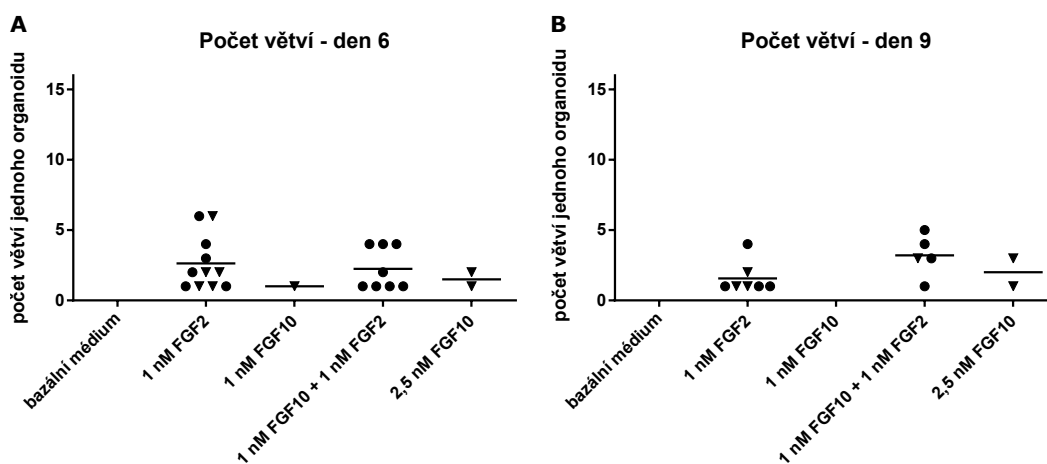 A
Počet větví - den 6
počet větví jednoho organoidu
15
10
5
0
bazální médium
1 nM FGF2
1 nM FGF10
1 nM FGF10 + 1 nM FGF2
2,5 nM FGF10
B
Počet větví - den 9
počet větví jednoho organoidu
15
10
5
0
bazální médium
1 nM FGF2
1 nM FGF10
1 nM FGF10 + 1 nM FGF2
2,5 nM FGF10